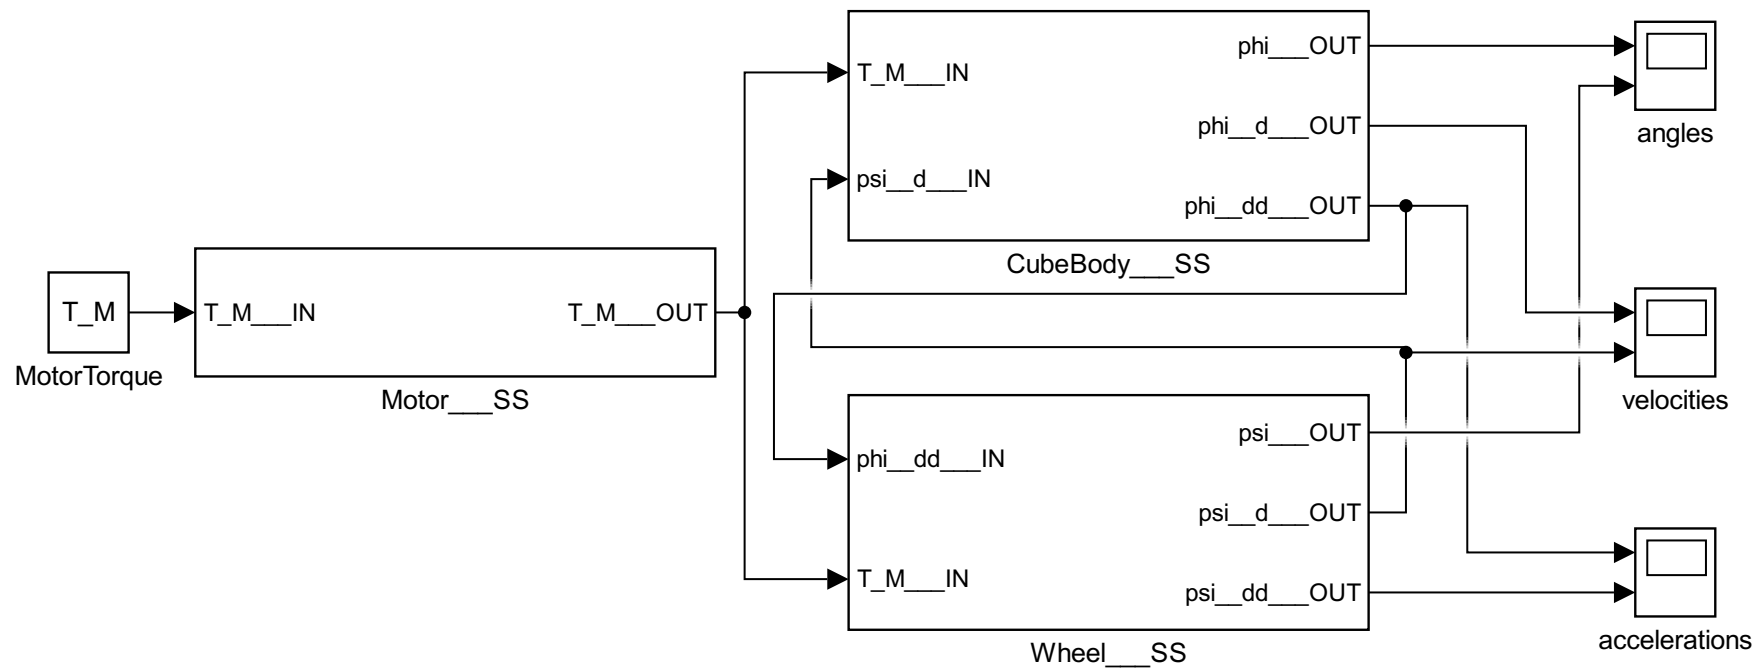 T_M
MotorTorque
T_M___IN
T_M___OUT
Motor___SS
T_M___IN
psi__d___IN
phi___OUT
phi__d___OUT
phi__dd___OUT
CubeBody___SS
phi__dd___IN
T_M___IN
psi___OUT
psi__d___OUT
psi__dd___OUT
Wheel___SS
angles
velocities
accelerations